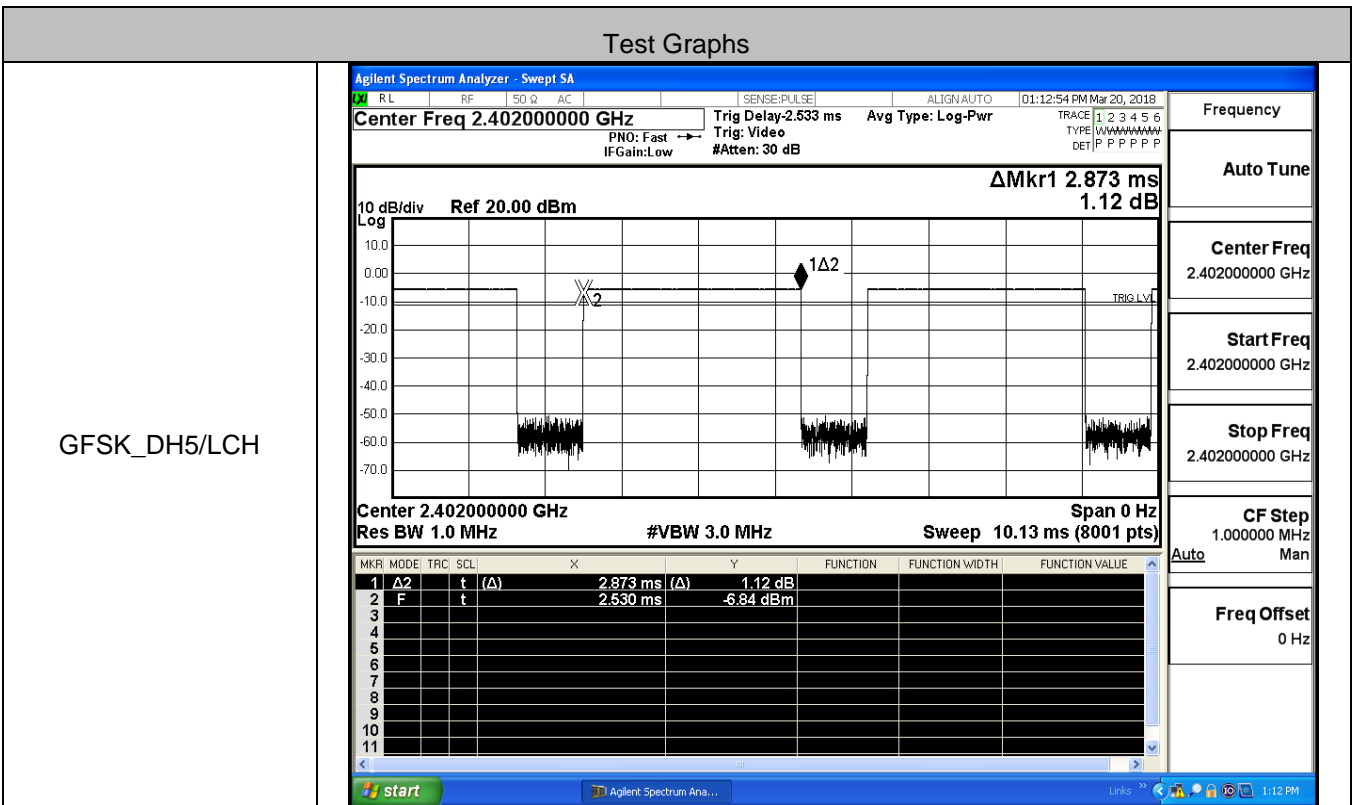 Test Graphs
GFSK_DH5/LCH
Agilent Spectrum Analyzer - Swept SA
LXI RL RF 50 Ω AC SENSE:PULSE ALIGN AUTO 01:12:54 PM Mar 20, 2018
Center Freq 2.402000000 GHz Trig Delay-2.533 ms Avg Type: Log-Pwr TRACE 1 2 3 4 5 6
PNO: Fast Trig: Video TYPE WWWWWW
IFGain:Low #Atten: 30 dB DET P P P P P P
ΔMkr1 2.873 ms
1.12 dB
10 dB/div Ref 20.00 dBm
Log
10.0
0.00
-10.0
-20.0
-30.0
-40.0
-50.0
-60.0
-70.0
1Δ2
2
TRIG LVL
Center 2.402000000 GHz Span 0 Hz
Res BW 1.0 MHz #VBW 3.0 MHz Sweep 10.13 ms (8001 pts)
MKR MODE TRC SCL X Y FUNCTION FUNCTION WIDTH FUNCTION VALUE
1 Δ2 t (Δ) 2.873 ms (Δ) 1.12 dB
2 F t 2.530 ms -6.84 dBm
3
4
5
6
7
8
9
10
11
Frequency
Auto Tune
Center Freq
2.402000000 GHz
Start Freq
2.402000000 GHz
Stop Freq
2.402000000 GHz
CF Step
1.000000 MHz
Auto Man
Freq Offset
0 Hz
start Agilent Spectrum Ana... Links 1:12 PM